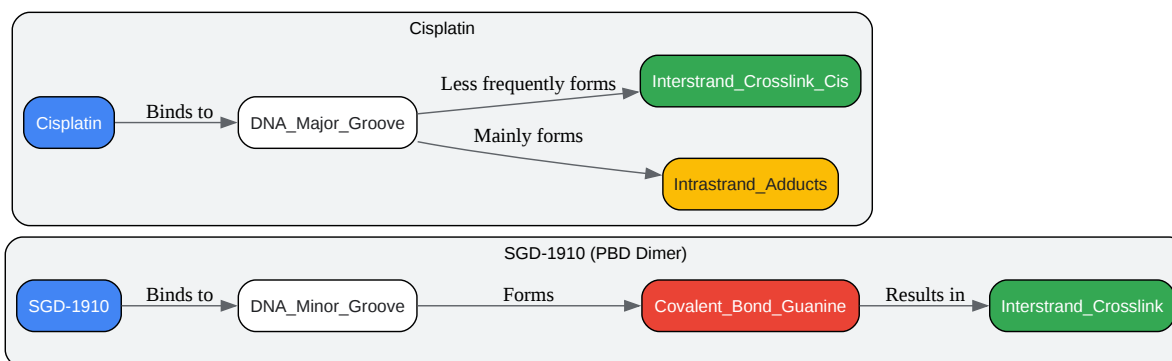 Cisplatin
Cisplatin
Binds to
DNA_Major_Groove
Less frequently forms
Interstrand_Crosslink_Cis
Mainly forms
Intrastrand_Adducts
SGD-1910 (PBD Dimer)
SGD-1910
Binds to
DNA_Minor_Groove
Forms
Covalent_Bond_Guanine
Results in
Interstrand_Crosslink